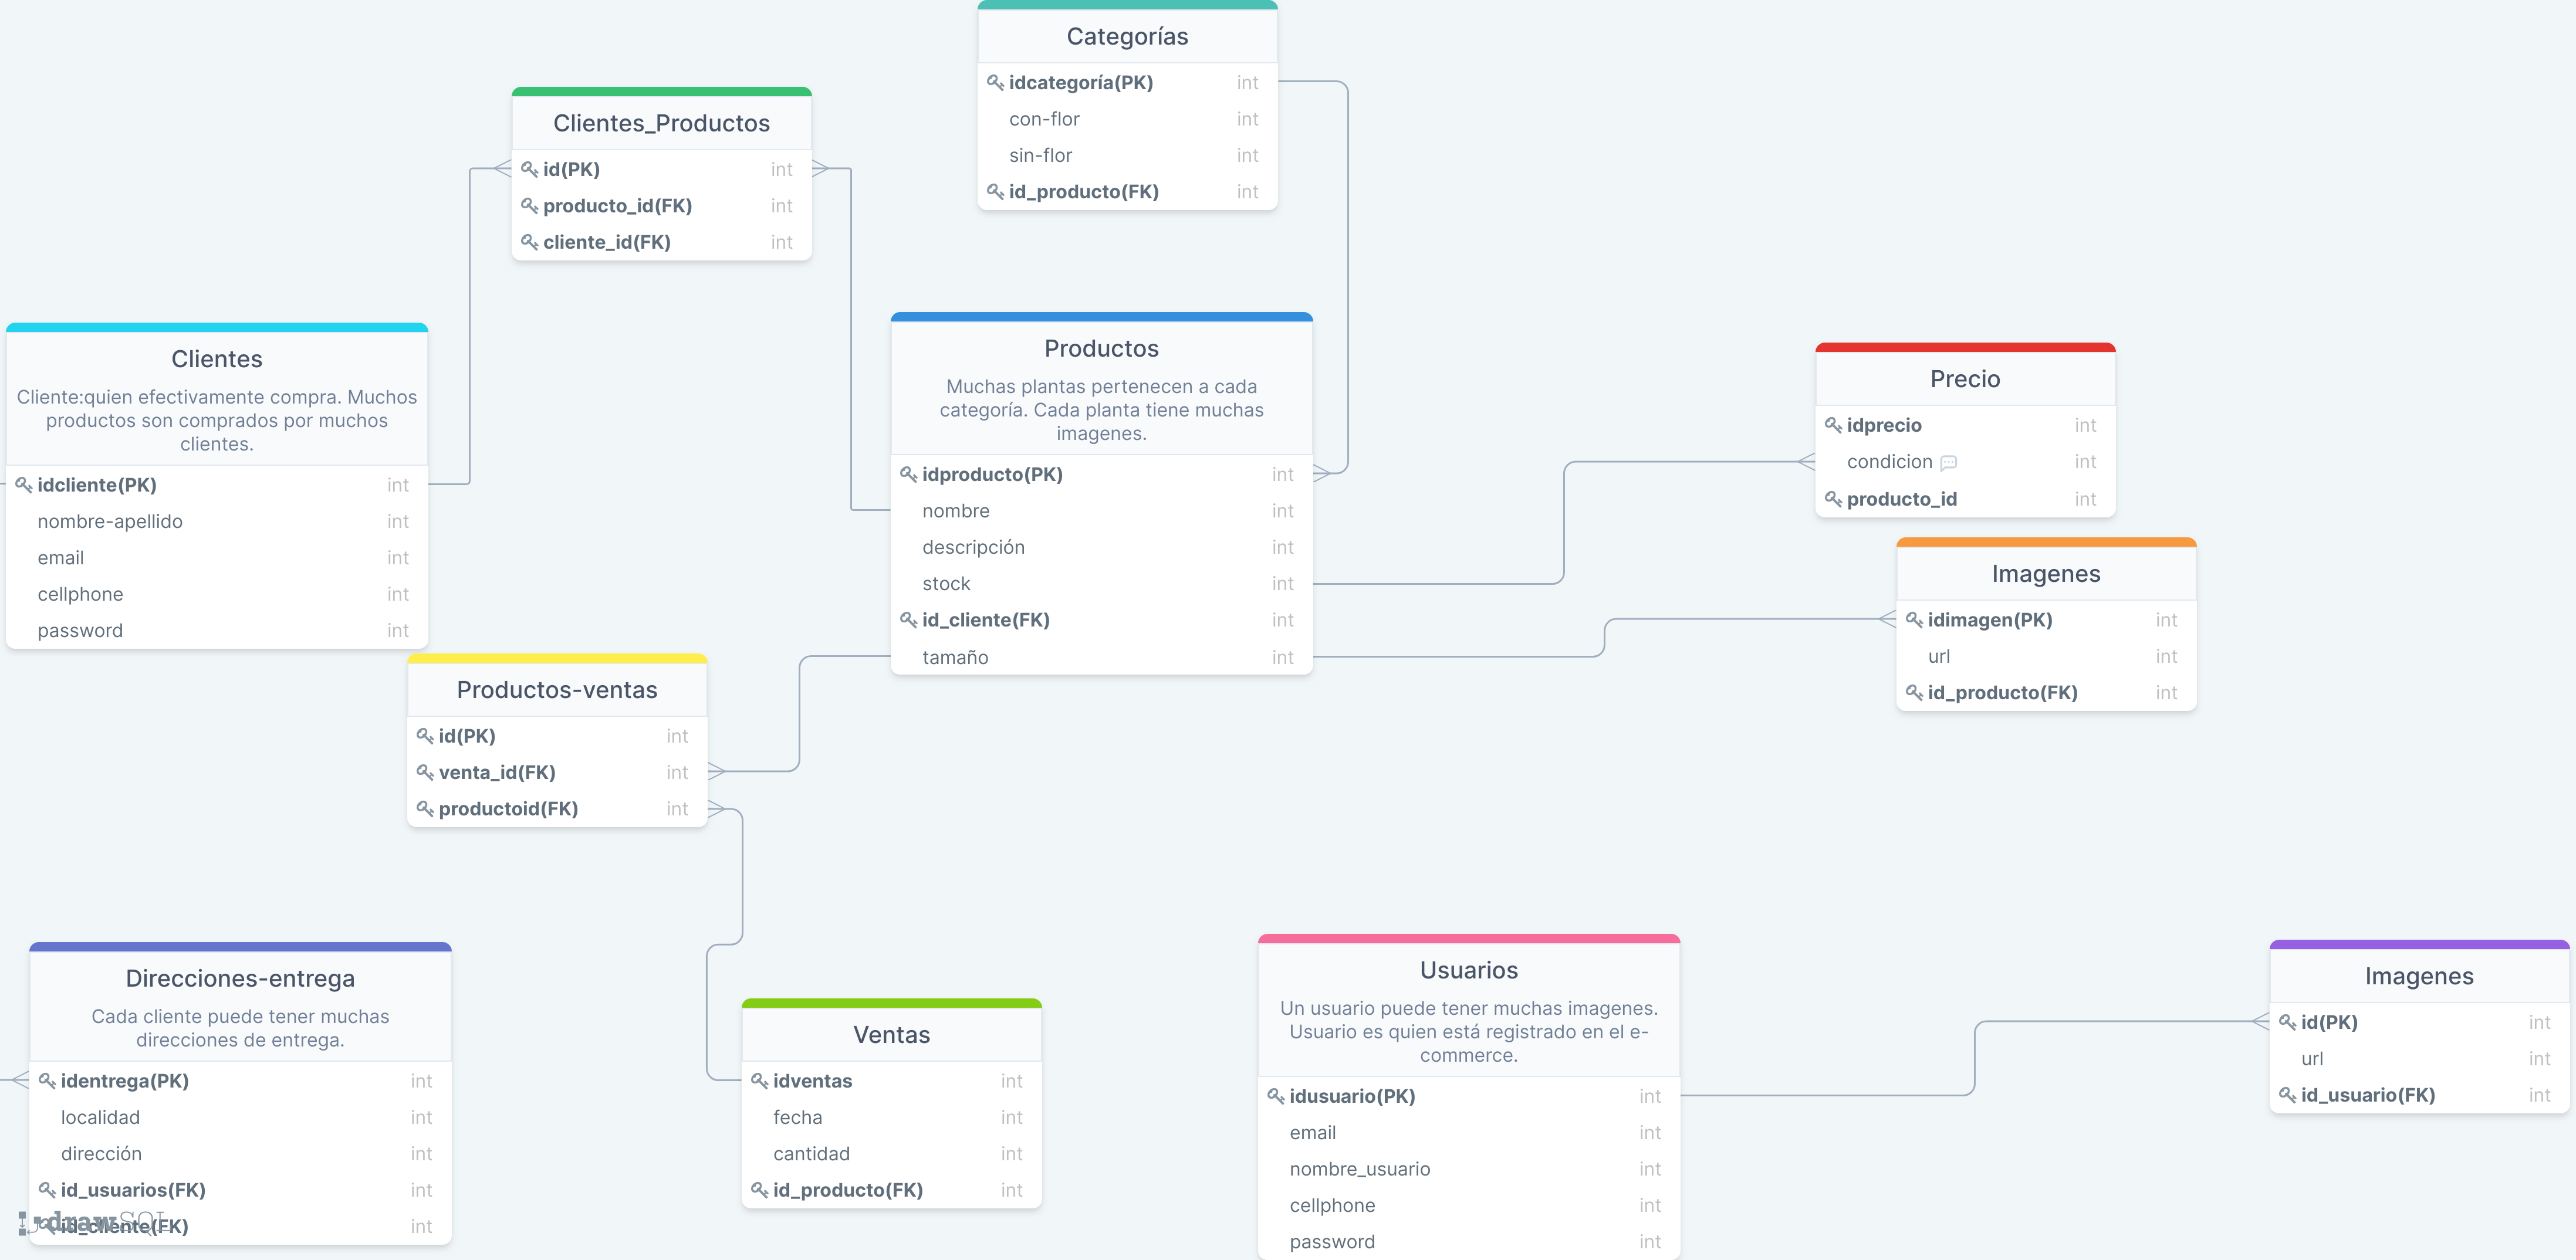 Categorías
idcategoría(PK) int
con-flor int
sin-flor int
id_producto(FK) int
Clientes_Productos
id(PK) int
producto_id(FK) int
cliente_id(FK) int
Clientes
Cliente:quien efectivamente compra. Muchos
productos son comprados por muchos
clientes.
idcliente(PK) int
nombre-apellido int
email int
cellphone int
password int
Productos
Muchas plantas pertenecen a cada
categoría. Cada planta tiene muchas
imagenes.
idproducto(PK) int
nombre int
descripción int
stock int
id_cliente(FK) int
tamaño int
Precio
idprecio int
condicion int
producto_id int
Imagenes
idimagen(PK) int
url int
id_producto(FK) int
Productos-ventas
id(PK) int
venta_id(FK) int
productoid(FK) int
Direcciones-entrega
Cada cliente puede tener muchas
direcciones de entrega.
identrega(PK) int
localidad int
dirección int
id_usuarios(FK) int
id_cliente(FK) int
drawSQL
Ventas
idventas int
fecha int
cantidad int
id_producto(FK) int
Usuarios
Un usuario puede tener muchas imagenes.
Usuario es quien está registrado en el e-
commerce.
idusuario(PK) int
email int
nombre_usuario int
cellphone int
password int
Imagenes
id(PK) int
url int
id_usuario(FK) int